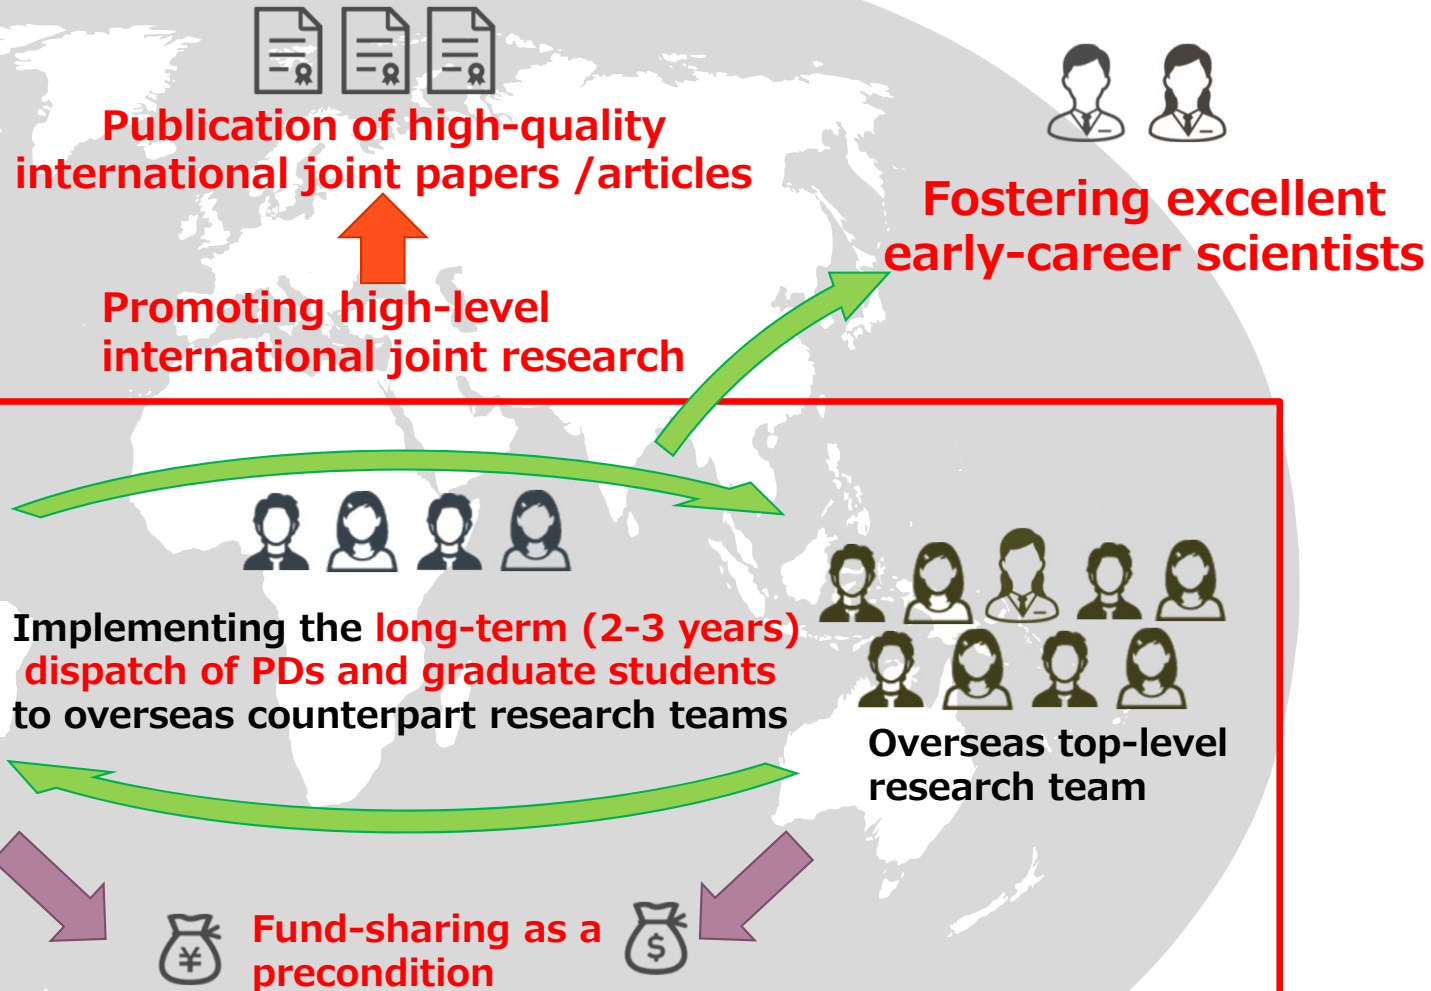 Publication of high-quality
international joint papers /articles
Fostering excellent
early-career scientists
Promoting high-level
international joint research
Implementing the long-term (2-3 years)
dispatch of PDs and graduate students
to overseas counterpart research teams
Overseas top-level
research team
¥
Fund-sharing as a
precondition
$